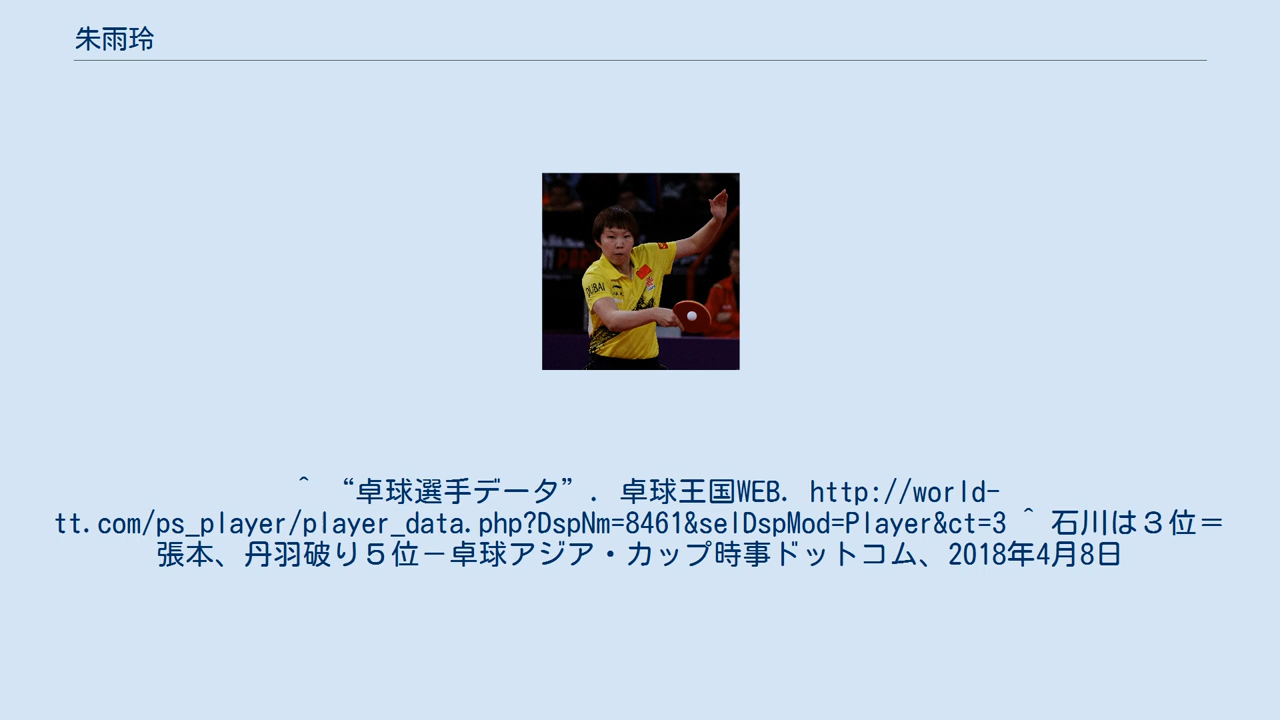 朱雨玲
DUBAI
^ “卓球選手データ”. 卓球王国WEB. http://world-
tt.com/ps_player/player_data.php?DspNm=8461&selDspMod=Player&ct=3 ^ 石川は３位＝
張本、丹羽破り５位－卓球アジア・カップ時事ドットコム、2018年4月8日